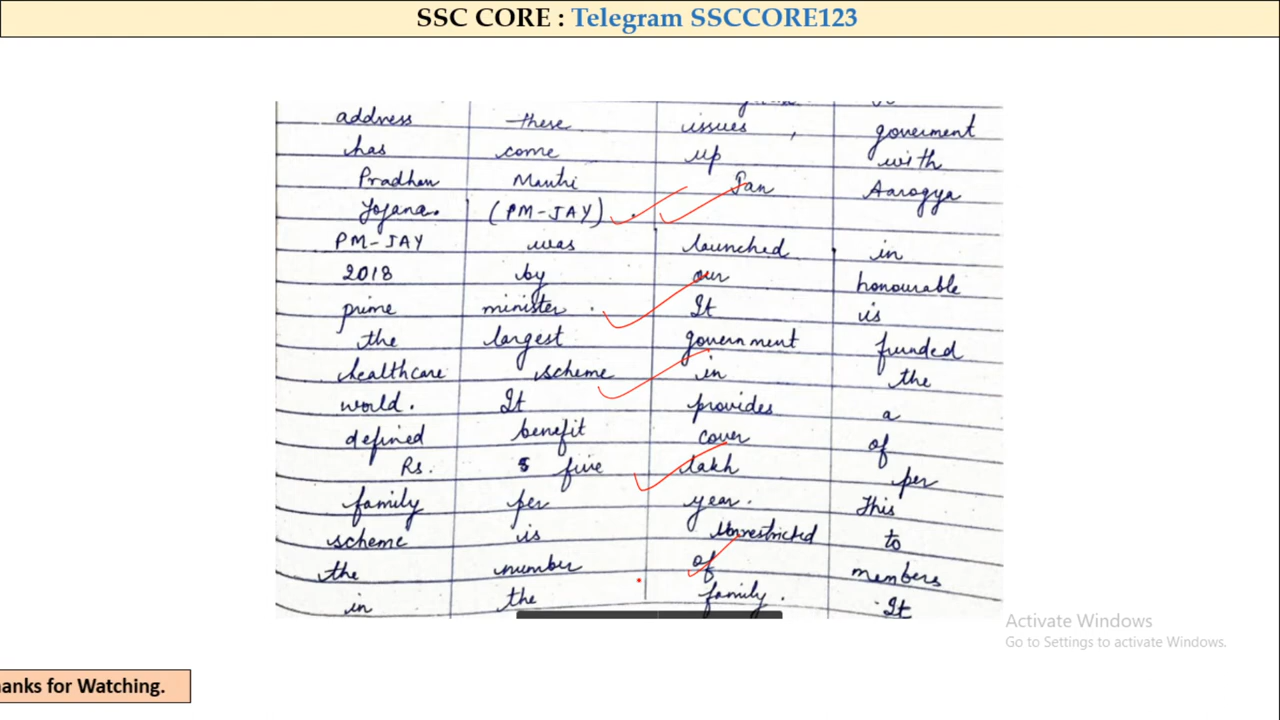 SSC CORE : Telegram SSCCORE123
address these issues , goverment
has come up with
Pradhan Mantri Jan Aarogya
Yojana. (PM-JAY) .
PM-JAY was launched in
2018 by our honourable
prime minister . It is
the largest government funded
healthcare scheme in the
world. It provides a
defined benefit cover of
Rs. five lakh per
family per year. This
scheme is Unrestricted to
the number of members
in the family. It
Activate Windows
Go to Settings to activate Windows.
anks for Watching.